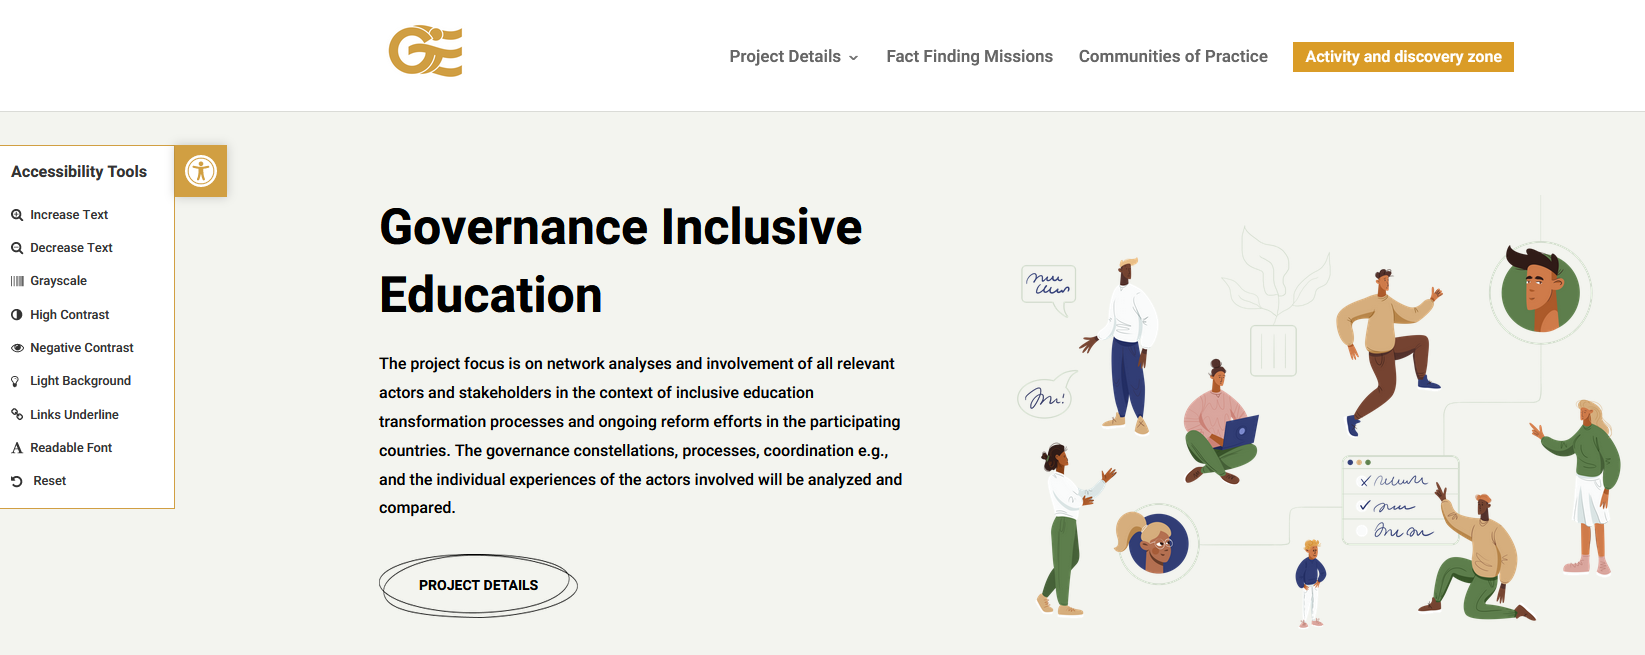 Project Details
Fact Finding Missions
Communities of Practice
Activity and discovery zone
Accessibility Tools
Increase Text
Decrease Text
Grayscale
High Contrast
Negative Contrast
Light Background
Links Underline
Readable Font
Reset
Governance Inclusive
Education
The project focus is on network analyses and involvement of all relevant
actors and stakeholders in the context of inclusive education
transformation processes and ongoing reform efforts in the participating
countries. The governance constellations, processes, coordination e.g.,
and the individual experiences of the actors involved will be analyzed and
compared.
PROJECT DETAILS